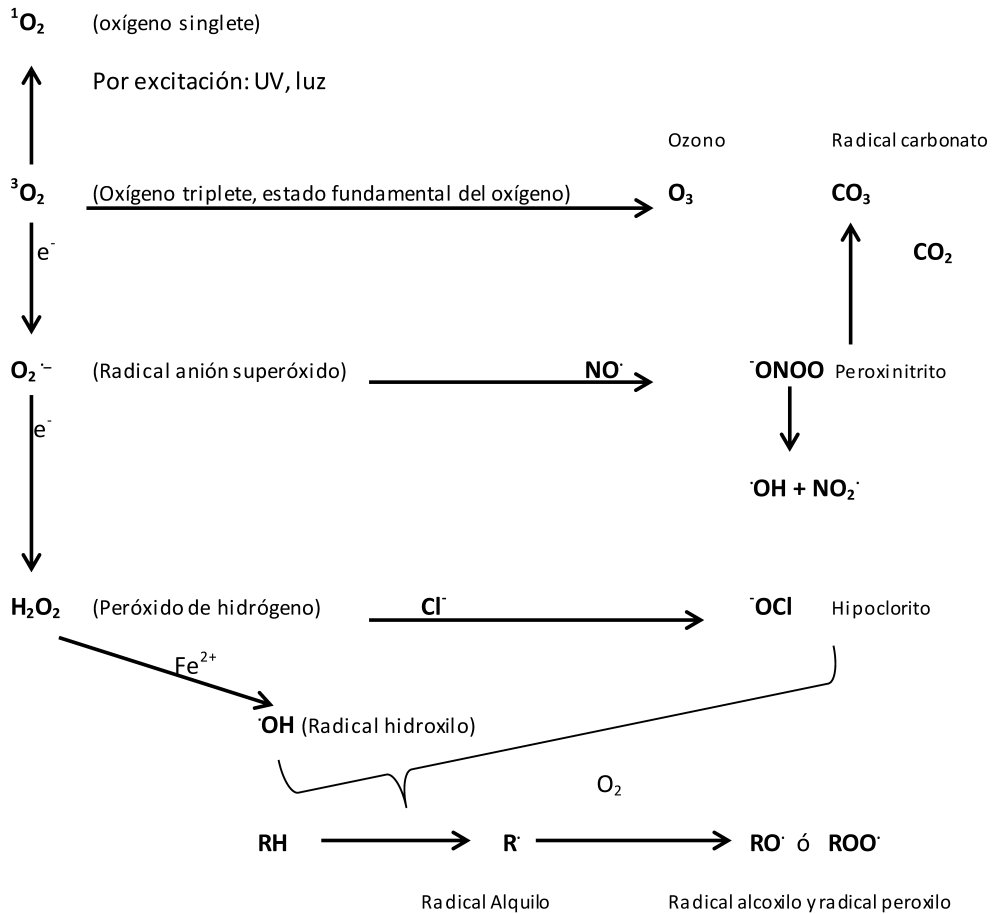 ¹O₂ (oxígeno singlete)
Por excitación: UV, luz
Ozono Radical carbonato
³O₂ (Oxígeno triplete, estado fundamental del oxígeno) O₃ CO₃
e⁻ CO₂
O₂˙⁻ (Radical anión superóxido) NO˙ ⁻ONOO Peroxinitrito
e⁻
˙OH + NO₂˙
H₂O₂ (Peróxido de hidrógeno) Cl⁻ ⁻OCl Hipoclorito
Fe²⁺
˙OH (Radical hidroxilo)
O₂
RH R˙ RO˙ ó ROO˙
Radical Alquilo Radical alcoxilo y radical peroxilo